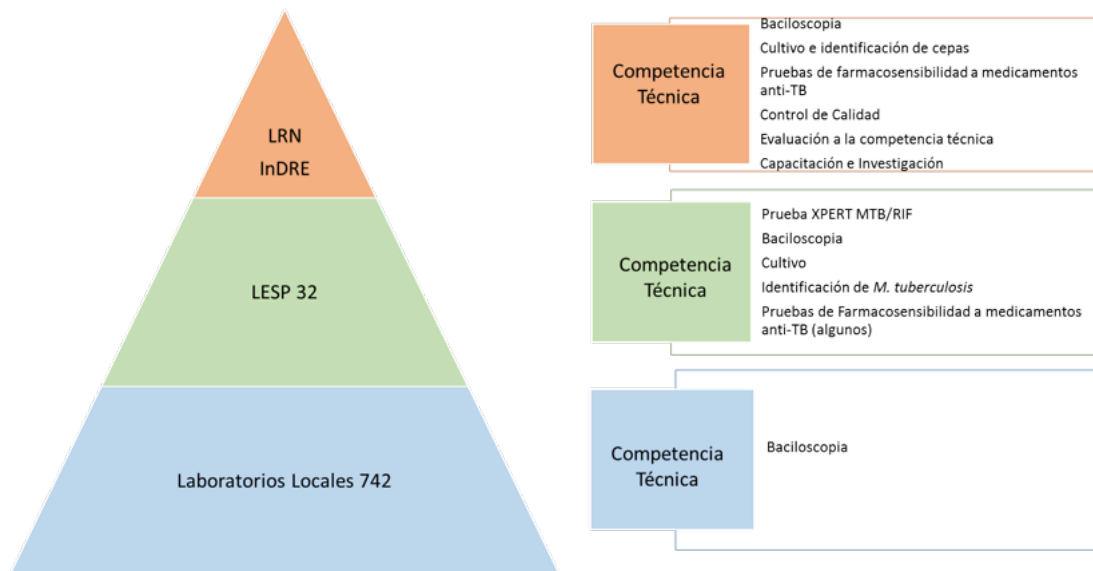 LRN
InDRE
LESP 32
Laboratorios Locales 742
Competencia
Técnica
Baciloscopia
Cultivo e identificación de cepas
Pruebas de farmacosensibilidad a medicamentos
anti-TB
Control de Calidad
Evaluación a la competencia técnica
Capacitación e Investigación
Competencia
Técnica
Prueba XPERT MTB/RIF
Baciloscopia
Cultivo
Identificación de M. tuberculosis
Pruebas de Farmacosensibilidad a medicamentos
anti-TB (algunos)
Competencia
Técnica
Baciloscopia